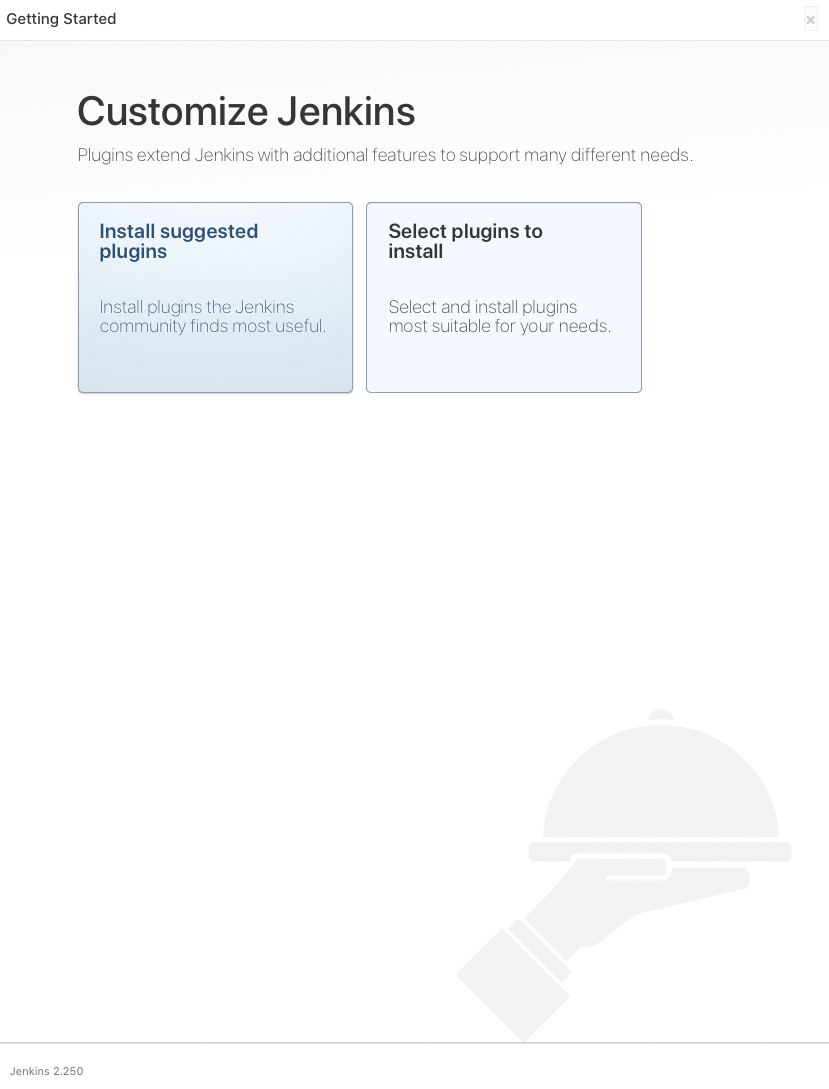 Getting Started
×
Customize Jenkins
Plugins extend Jenkins with additional features to support many different needs.
Install suggested
plugins
Install plugins the Jenkins
community finds most useful.
Select plugins to
install
Select and install plugins
most suitable for your needs.
Jenkins 2.250